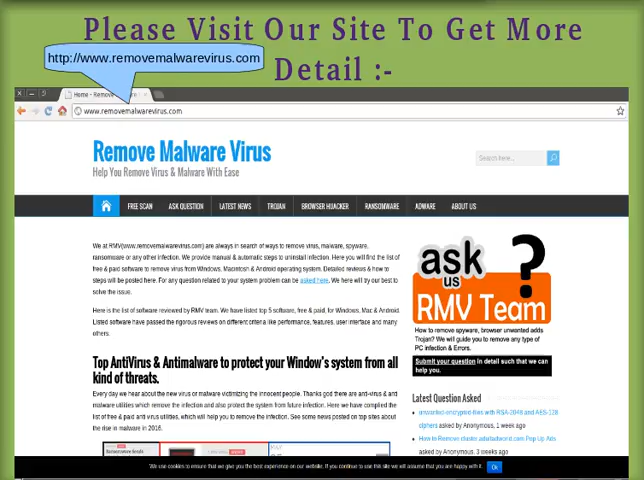 Please Visit Our Site To Get More
Detail :-
http://www.removemalwarevirus.com
Home - Remove
www.removemalwarevirus.com
Remove Malware Virus
Help You Remove Virus & Malware With Ease
Search here...
FREE SCAN ASK QUESTION LATEST NEWS TROJAN BROWSER HIJACKER RANSOMWARE ADWARE ABOUT US
We at RMV(www.removemalwarevirus.com) are always in search of ways to remove virus, malware, spyware,
ransomware or any other infection. We provide manual & automatic steps to uninstall infection. Here you will find the list of
free & paid software to remove virus from Windows, Macintosh & Android operating system. Detailed reviews & how to
steps will be posted here. For any question related to your system problem can be asked here. We here will try our best to
solve the issue.
Here is the list of software reviewed by RMV team. We have listed top 5 software, free & paid, for Windows, Mac & Android.
Listed software have passed the rigorous reviews on different criteria like performance, features, user interface and many
others.
Top AntiVirus & Antimalware to protect your Window's system from all
kind of threats.
Every day we hear about the new virus or malware victimizing the innocent people. Thanks god there are anti-virus & anti
malware utilities which remove the infection and also protect the system from future infection. Here we have compiled the
list of free & paid virus utilities, which will help you to remove the infection. See some news posted on top sites about
the rise in malware in 2016.
ask
us
?
RMV Team
How to remove spyware, browser unwanted adds
Trojan? We will guide you to remove any type of
PC infection & Errors.
Submit your question in detail such that we can
help you.
Latest Question Asked
unwanted-encrypted-files with RSA-2048 and AES-128
ciphers asked by Anonymous, 1 week ago
How to Remove cluster.adartadword.com Pop Up Ads
asked by Anonymous, 3 weeks ago
We use cookies to ensure that we give you the best experience on our website. If you continue to use this site we will assume that you are happy with it.
Ok